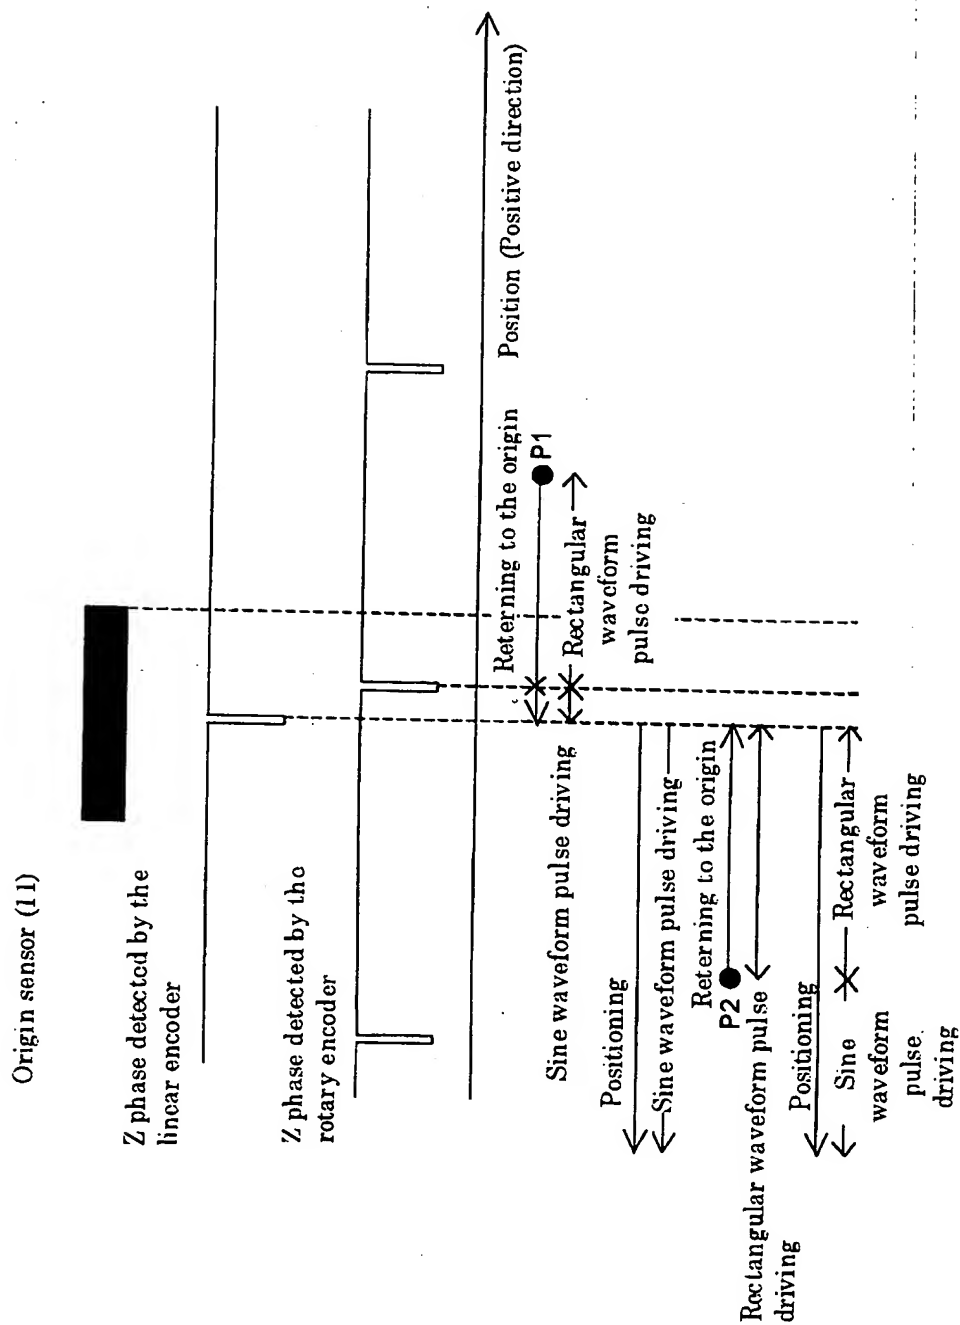 Origin sensor (11)
Z phase detected by the
linear encoder
Z phase detected by the
rotary encoder
Position (Positive direction)
Reterning to the origin
P1
Rectangular
waveform
pulse driving
Sine waveform pulse driving
Positioning
Sine waveform pulse driving
Reterning to the origin
P2
Rectangular waveform pulse
driving
Positioning
Sine
waveform
pulse
driving
Rectangular
waveform
pulse driving